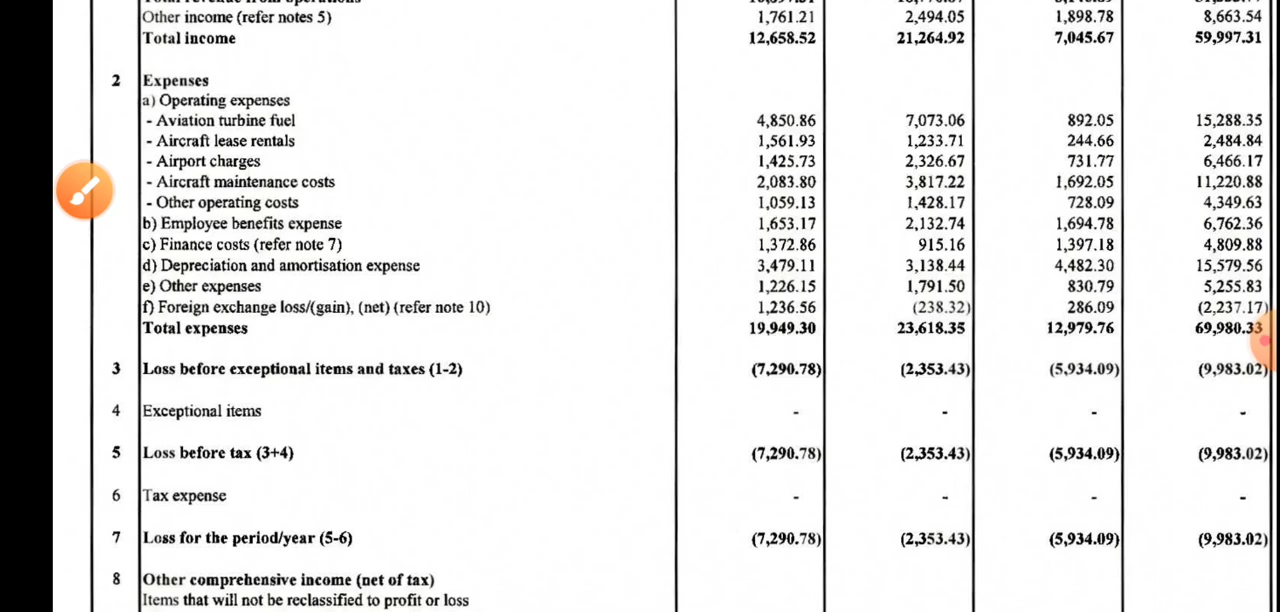 Other income (refer notes 5) 1,761.21 2,494.05 1,898.78 8,663.54
Total income 12,658.52 21,264.92 7,045.67 59,997.31
2 Expenses
a) Operating expenses
- Aviation turbine fuel 4,850.86 7,073.06 892.05 15,288.35
- Aircraft lease rentals 1,561.93 1,233.71 244.66 2,484.84
- Airport charges 1,425.73 2,326.67 731.77 6,466.17
- Aircraft maintenance costs 2,083.80 3,817.22 1,692.05 11,220.88
- Other operating costs 1,059.13 1,428.17 728.09 4,349.63
b) Employee benefits expense 1,653.17 2,132.74 1,694.78 6,762.36
c) Finance costs (refer note 7) 1,372.86 915.16 1,397.18 4,809.88
d) Depreciation and amortisation expense 3,479.11 3,138.44 4,482.30 15,579.56
e) Other expenses 1,226.15 1,791.50 830.79 5,255.83
f) Foreign exchange loss/(gain), (net) (refer note 10) 1,236.56 (238.32) 286.09 (2,237.17)
Total expenses 19,949.30 23,618.35 12,979.76 69,980.33
3 Loss before exceptional items and taxes (1-2) (7,290.78) (2,353.43) (5,934.09) (9,983.02)
4 Exceptional items - - - -
5 Loss before tax (3+4) (7,290.78) (2,353.43) (5,934.09) (9,983.02)
6 Tax expense - - - -
7 Loss for the period/year (5-6) (7,290.78) (2,353.43) (5,934.09) (9,983.02)
8 Other comprehensive income (net of tax)
Items that will not be reclassified to profit or loss